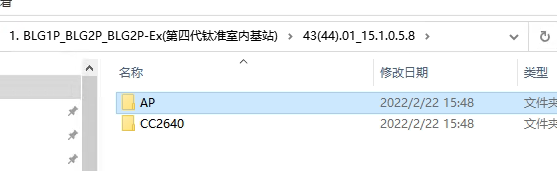 看
1. BLG1P_BLG2P_BLG2P-Ex(第四代钛准室内基站) › 43(44).01_15.1.0.5.8 ›
名称 修改日期 类型
AP 2022/2/22 15:48 文件夹
CC2640 2022/2/22 15:48 文件夹